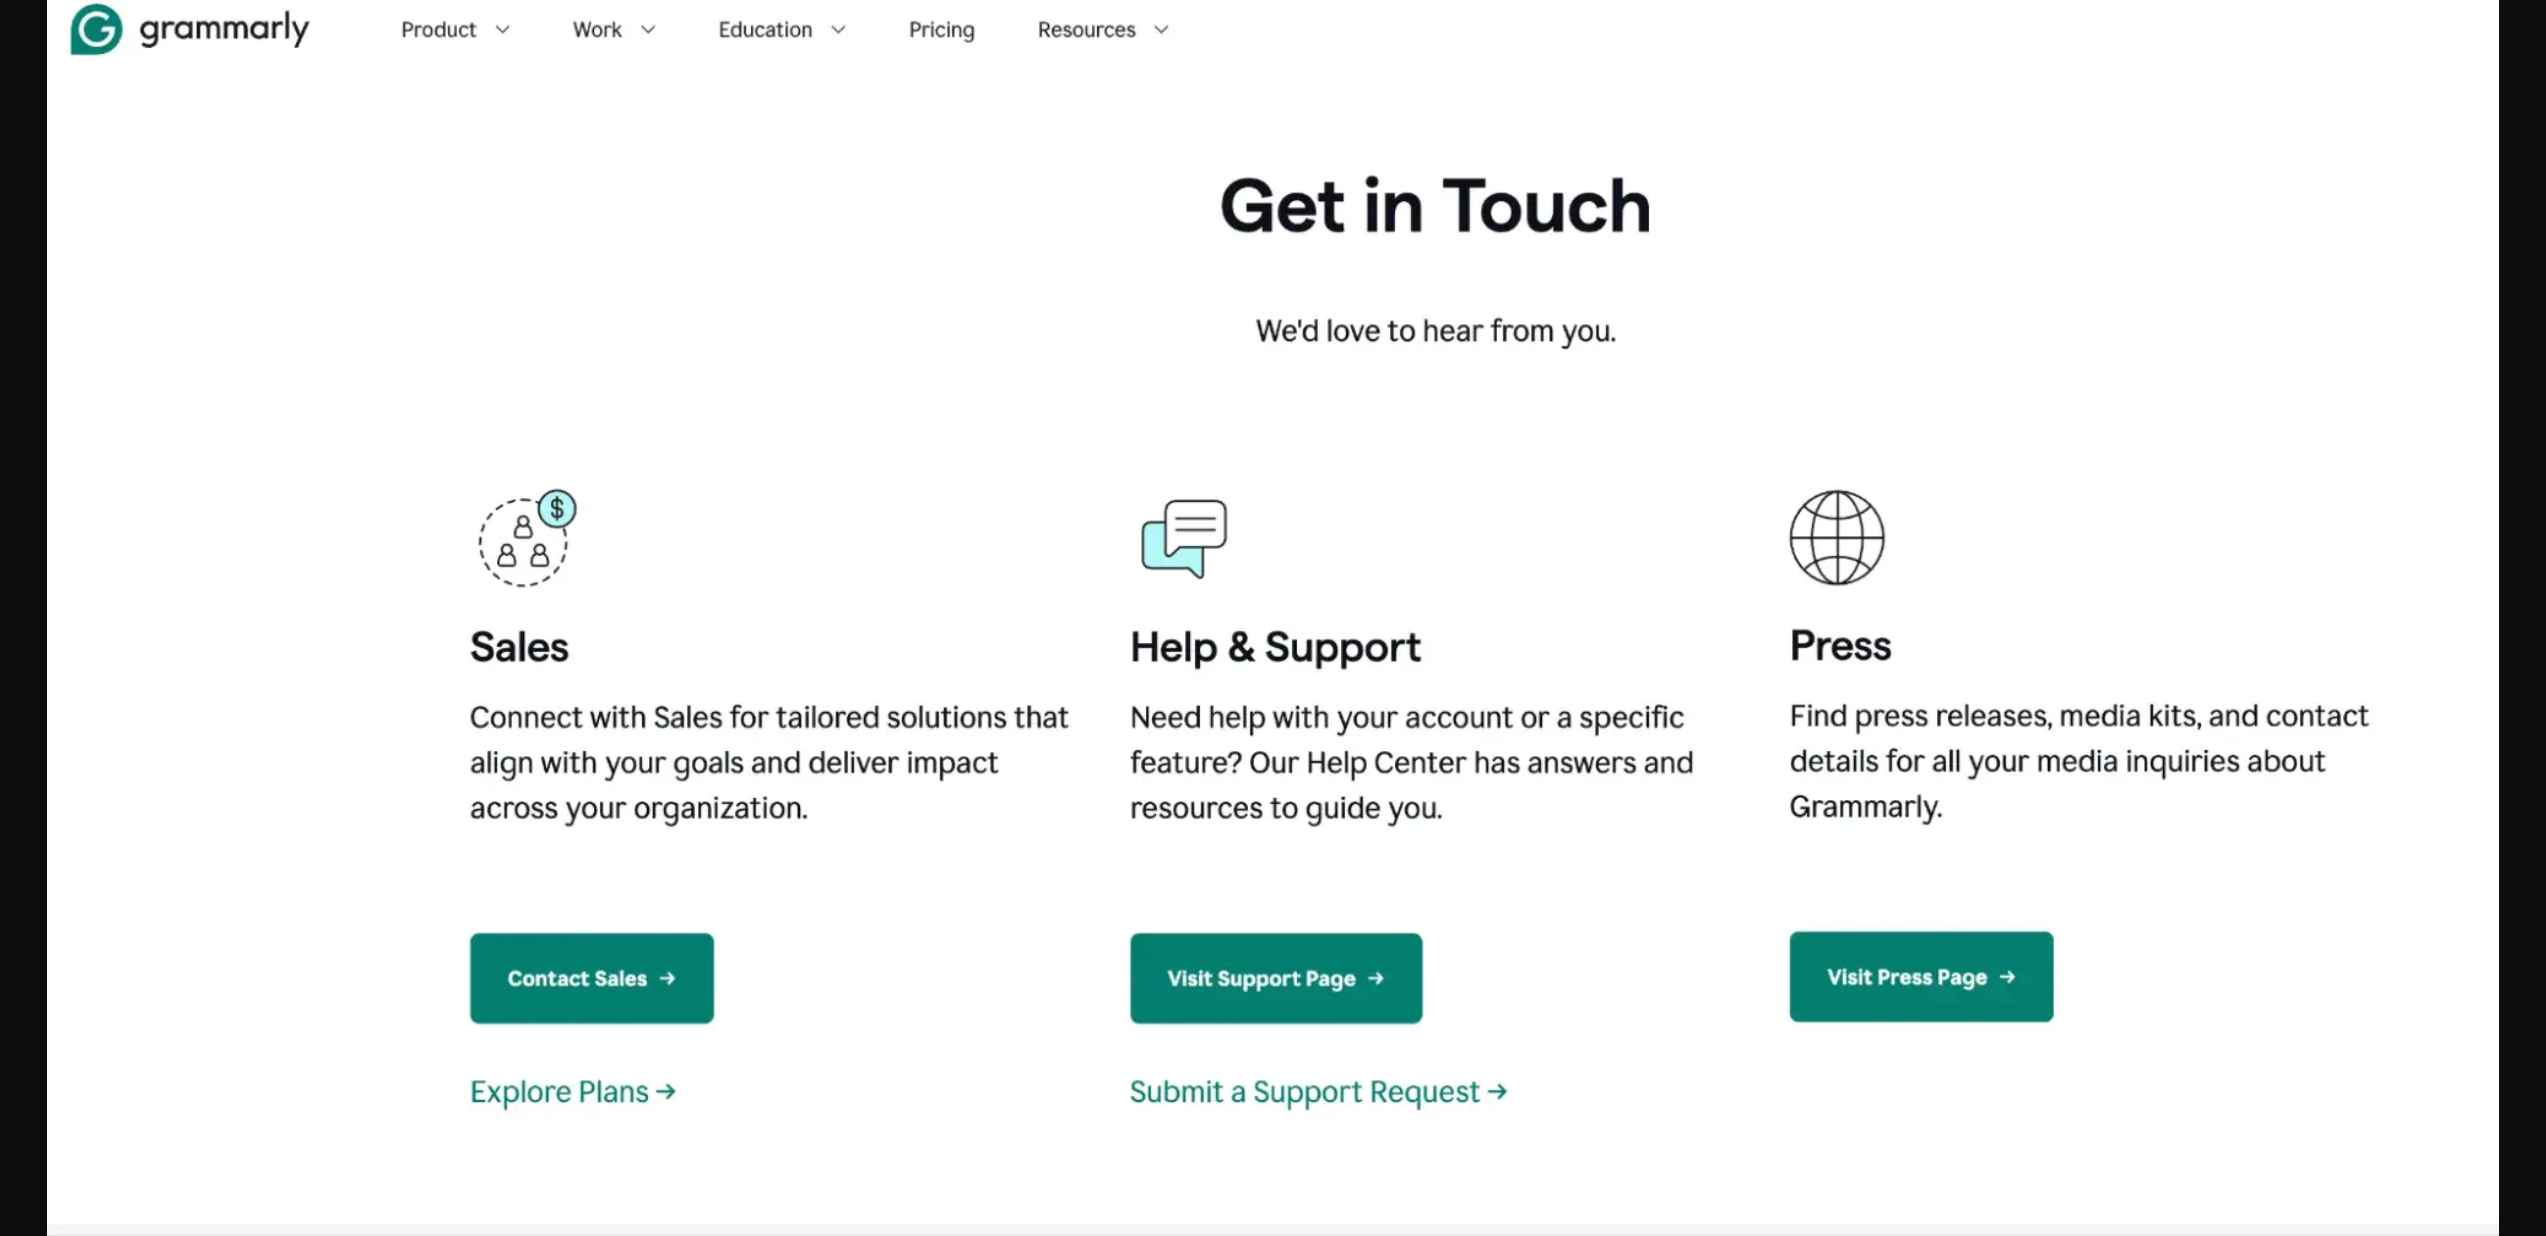 grammarly
Product
Work
Education
Pricing
Resources
Get in Touch
We'd love to hear from you.
$
Sales
Connect with Sales for tailored solutions that
align with your goals and deliver impact
across your organization.
Contact Sales →
Explore Plans →
Help & Support
Need help with your account or a specific
feature? Our Help Center has answers and
resources to guide you.
Visit Support Page →
Submit a Support Request →
Press
Find press releases, media kits, and contact
details for all your media inquiries about
Grammarly.
Visit Press Page →